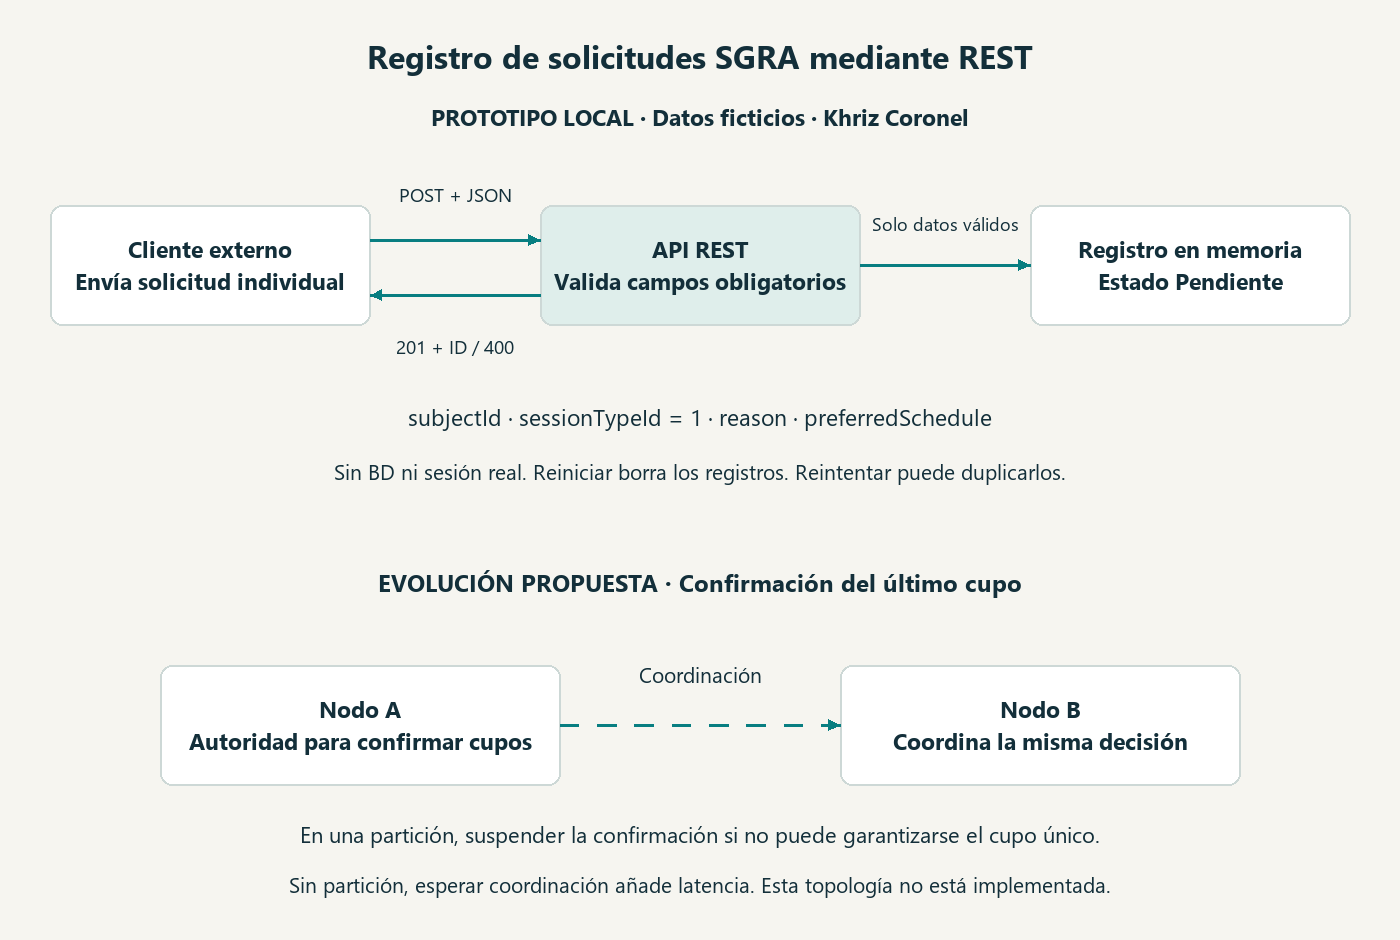 Registro de solicitudes SGRA mediante REST
PROTOTIPO LOCAL · Datos ficticios · Khriz Coronel
POST + JSON
Cliente externo
Envía solicitud individual
API REST
Valida campos obligatorios
Solo datos válidos
Registro en memoria
Estado Pendiente
201 + ID / 400
subjectId · sessionTypeId = 1 · reason · preferredSchedule
Sin BD ni sesión real. Reiniciar borra los registros. Reintentar puede duplicarlos.
EVOLUCIÓN PROPUESTA · Confirmación del último cupo
Nodo A
Autoridad para confirmar cupos
Coordinación
Nodo B
Coordina la misma decisión
En una partición, suspender la confirmación si no puede garantizarse el cupo único.
Sin partición, esperar coordinación añade latencia. Esta topología no está implementada.